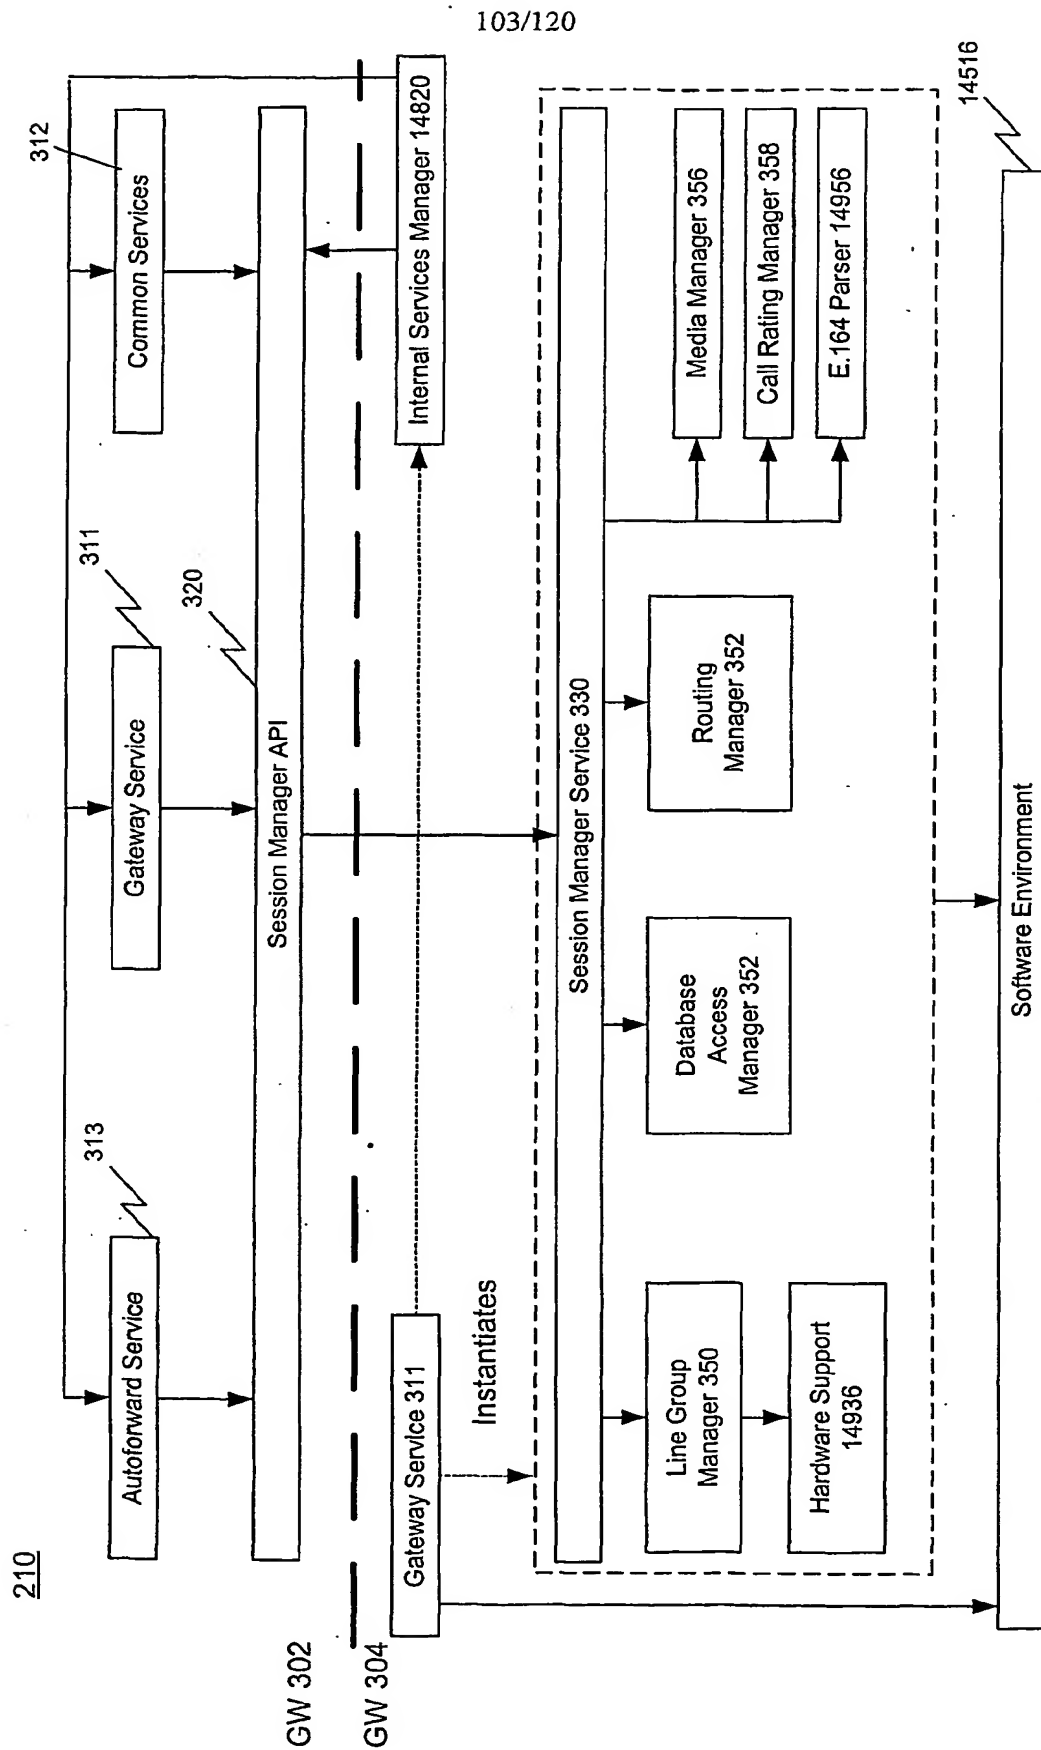 103/120
210
Autoforward Service
313
Gateway Service
311
Common Services
312
Session Manager API
320
GW 302
GW 304
Gateway Service 311
Internal Services Manager 14820
Instantiates
Session Manager Service 330
Line Group
Manager 350
Hardware Support
14936
Database
Access
Manager 352
Routing
Manager 352
Media Manager 356
Call Rating Manager 358
E.164 Parser 14956
Software Environment
14516